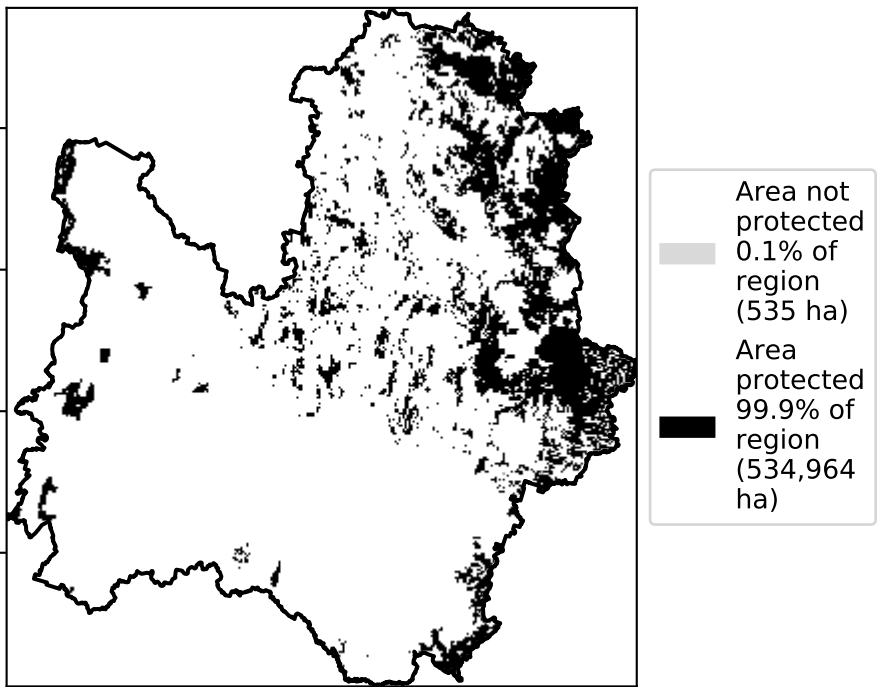 Area not
protected
0.1% of
region
(535 ha)
Area
protected
99.9% of
region
(534,964
ha)